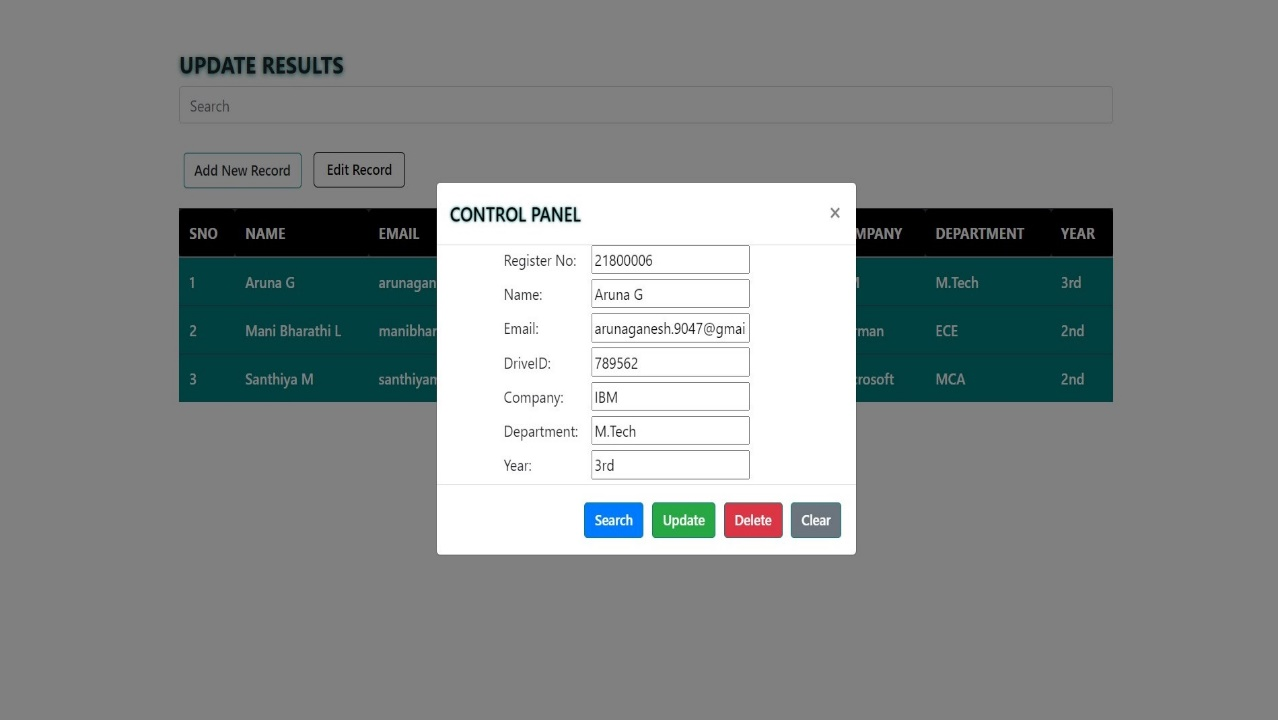 UPDATE RESULTS
Search
Add New Record Edit Record
CONTROL PANEL ×
Register No: 21800006
Name: Aruna G
Email: arunaganesh.9047@gmai
DriveID: 789562
Company: IBM
Department: M.Tech
Year: 3rd
Search Update Delete Clear
SNO NAME EMAIL MPANY DEPARTMENT YEAR
1 Aruna G arunagan M.Tech 3rd
2 Mani Bharathi L manibhar rman ECE 2nd
3 Santhiya M santhiyam crosoft MCA 2nd